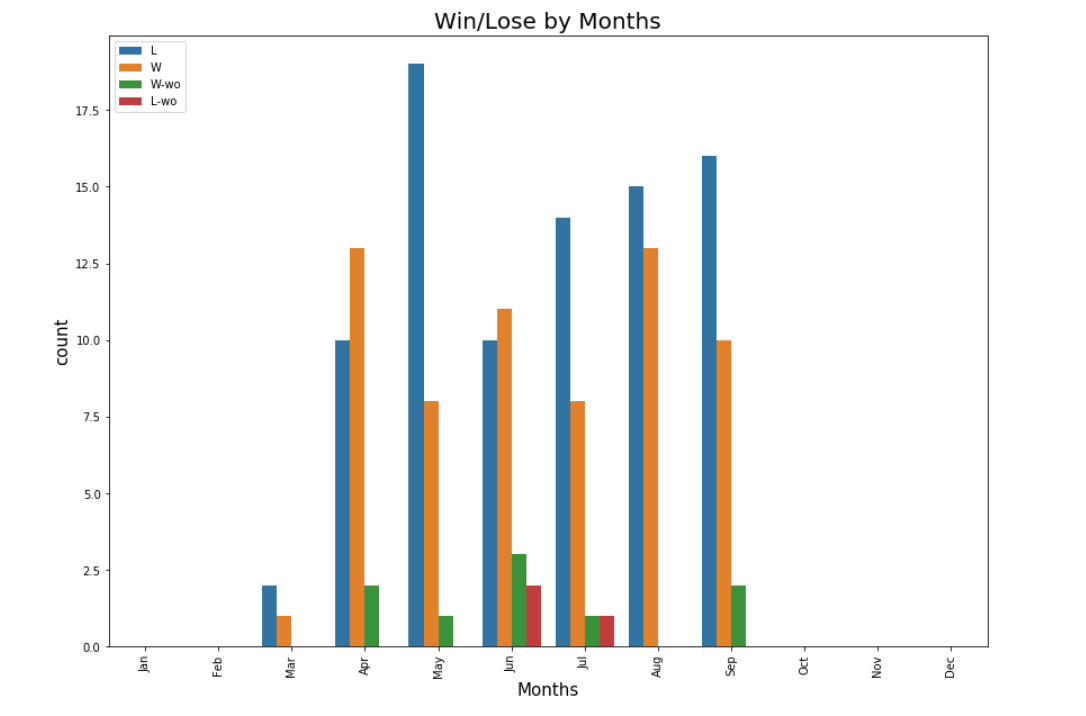 Win/Lose by Months
L
W
W-wo
L-wo
17.5
15.0
12.5
10.0
7.5
5.0
2.5
0.0
count
Jan Feb Mar Apr May Jun Jul Aug Sep Oct Nov Dec
Months